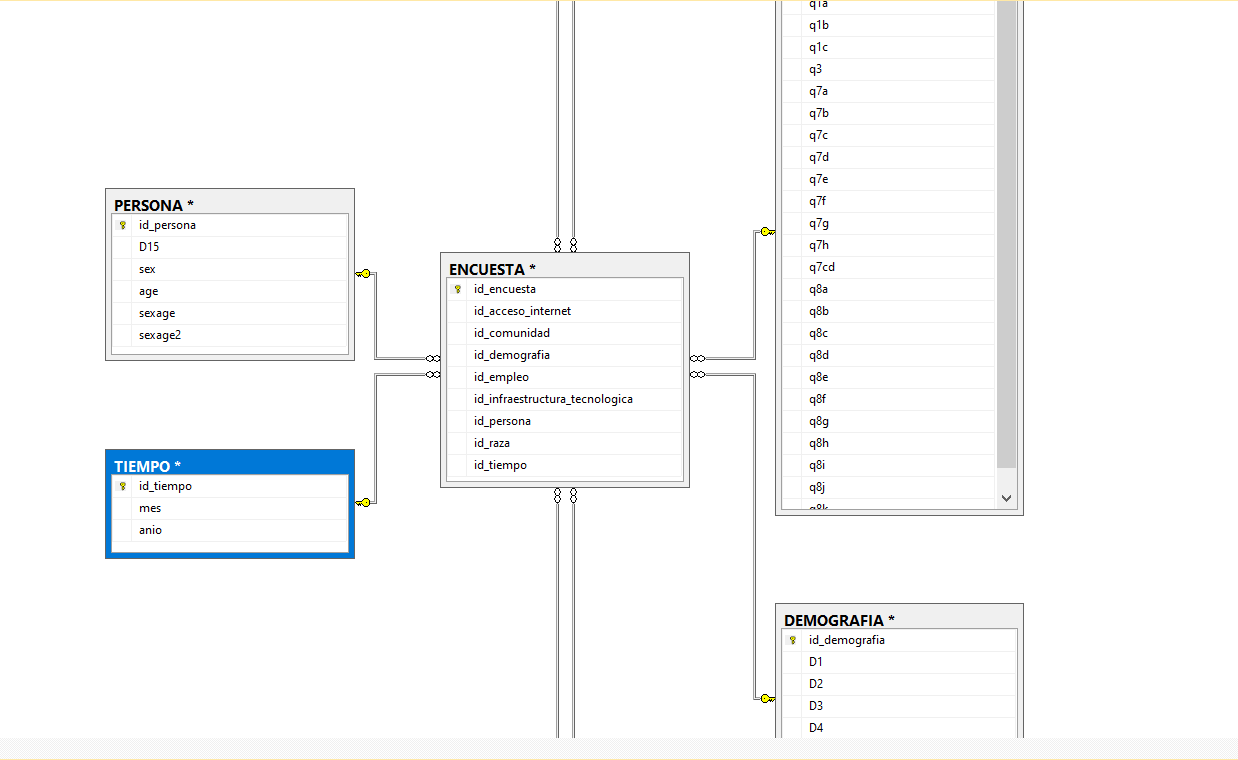 q1a
q1b
q1c
q3
q7a
q7b
q7c
q7d
q7e
q7f
q7g
q7h
q7cd
q8a
q8b
q8c
q8d
q8e
q8f
q8g
q8h
q8i
q8j
q8k
PERSONA *
id_persona
D15
sex
age
sexage
sexage2
ENCUESTA *
id_encuesta
id_acceso_internet
id_comunidad
id_demografia
id_empleo
id_infraestructura_tecnologica
id_persona
id_raza
id_tiempo
TIEMPO *
id_tiempo
mes
anio
DEMOGRAFIA *
id_demografia
D1
D2
D3
D4